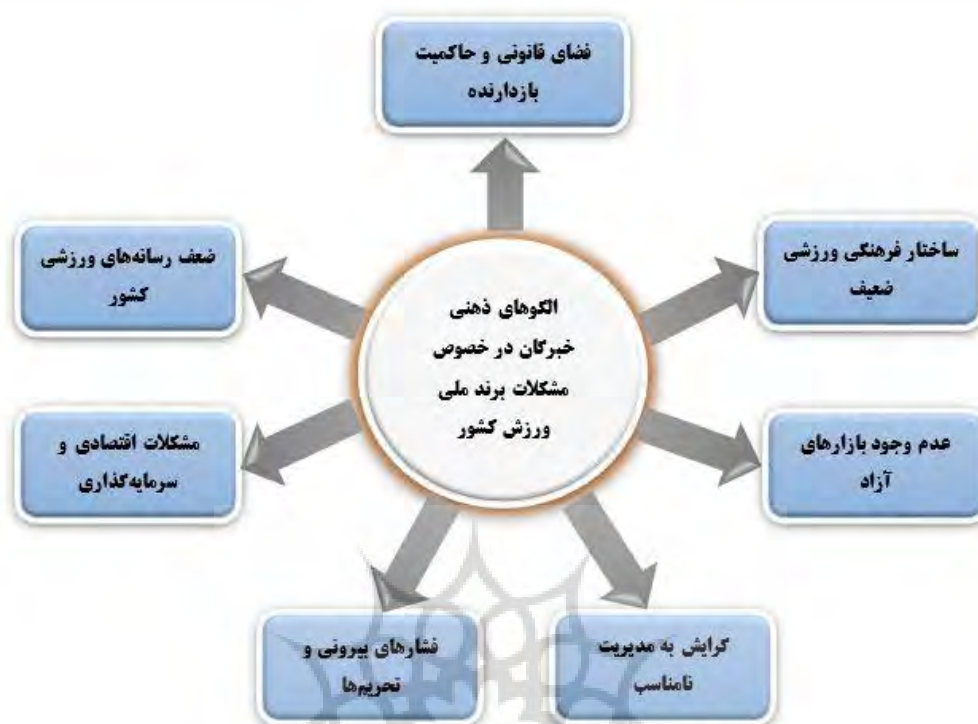 فضای قانونی و حاکمیت
بازدارنده
ساختار فرهنگی ورزشی
ضعیف
عدم وجود بازارهای
آزاد
گرایش به مدیریت
نامناسب
فشارهای بیرونی و
تحریم‌ها
مشکلات اقتصادی و
سرمایه‌گذاری
ضعف رسانه‌های ورزشی
کشور
الگوهای ذهنی
خبرگان در خصوص
مشکلات برند ملی
ورزش کشور